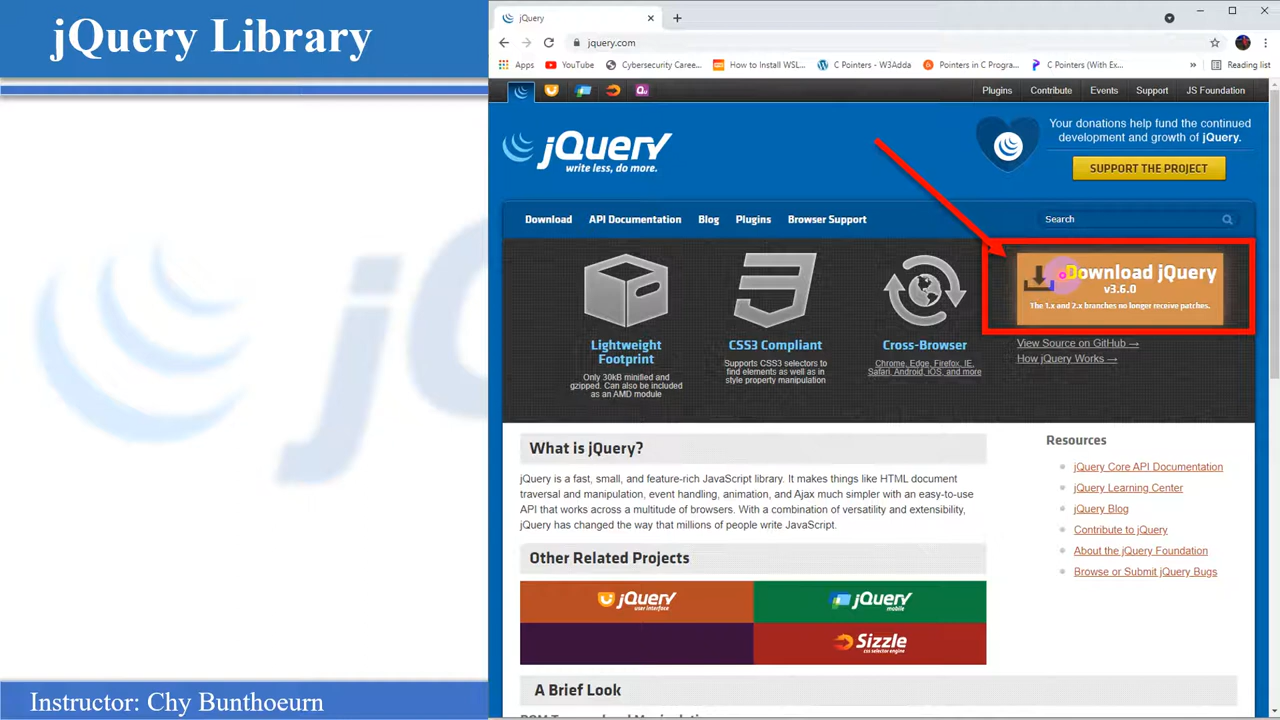 jQuery Library
jQuery
jquery.com
Apps
YouTube
Cybersecurity Caree...
How to Install WSL...
C Pointers - W3Adda
Pointers in C Progra...
C Pointers (With Ex...
»
Reading list
Plugins
Contribute
Events
Support
JS Foundation
jQuery
write less, do more.
Your donations help fund the continued
development and growth of jQuery.
SUPPORT THE PROJECT
Download
API Documentation
Blog
Plugins
Browser Support
Search
Lightweight
Footprint
Only 30kB minified and
gzipped. Can also be included
as an AMD module
CSS3 Compliant
Supports CSS3 selectors to
find elements as well as in
style property manipulation
Cross-Browser
Chrome, Edge, Firefox, IE,
Safari, Android, iOS, and more
Download jQuery
v3.6.0
The 1.x and 2.x branches no longer receive patches.
View Source on GitHub →
How jQuery Works →
What is jQuery?
jQuery is a fast, small, and feature-rich JavaScript library. It makes things like HTML document
traversal and manipulation, event handling, animation, and Ajax much simpler with an easy-to-use
API that works across a multitude of browsers. With a combination of versatility and extensibility,
jQuery has changed the way that millions of people write JavaScript.
Other Related Projects
jQuery
user interface
jQuery
mobile
Sizzle
css selector engine
A Brief Look
Resources
jQuery Core API Documentation
jQuery Learning Center
jQuery Blog
Contribute to jQuery
About the jQuery Foundation
Browse or Submit jQuery Bugs
Instructor: Chy Bunthoeurn